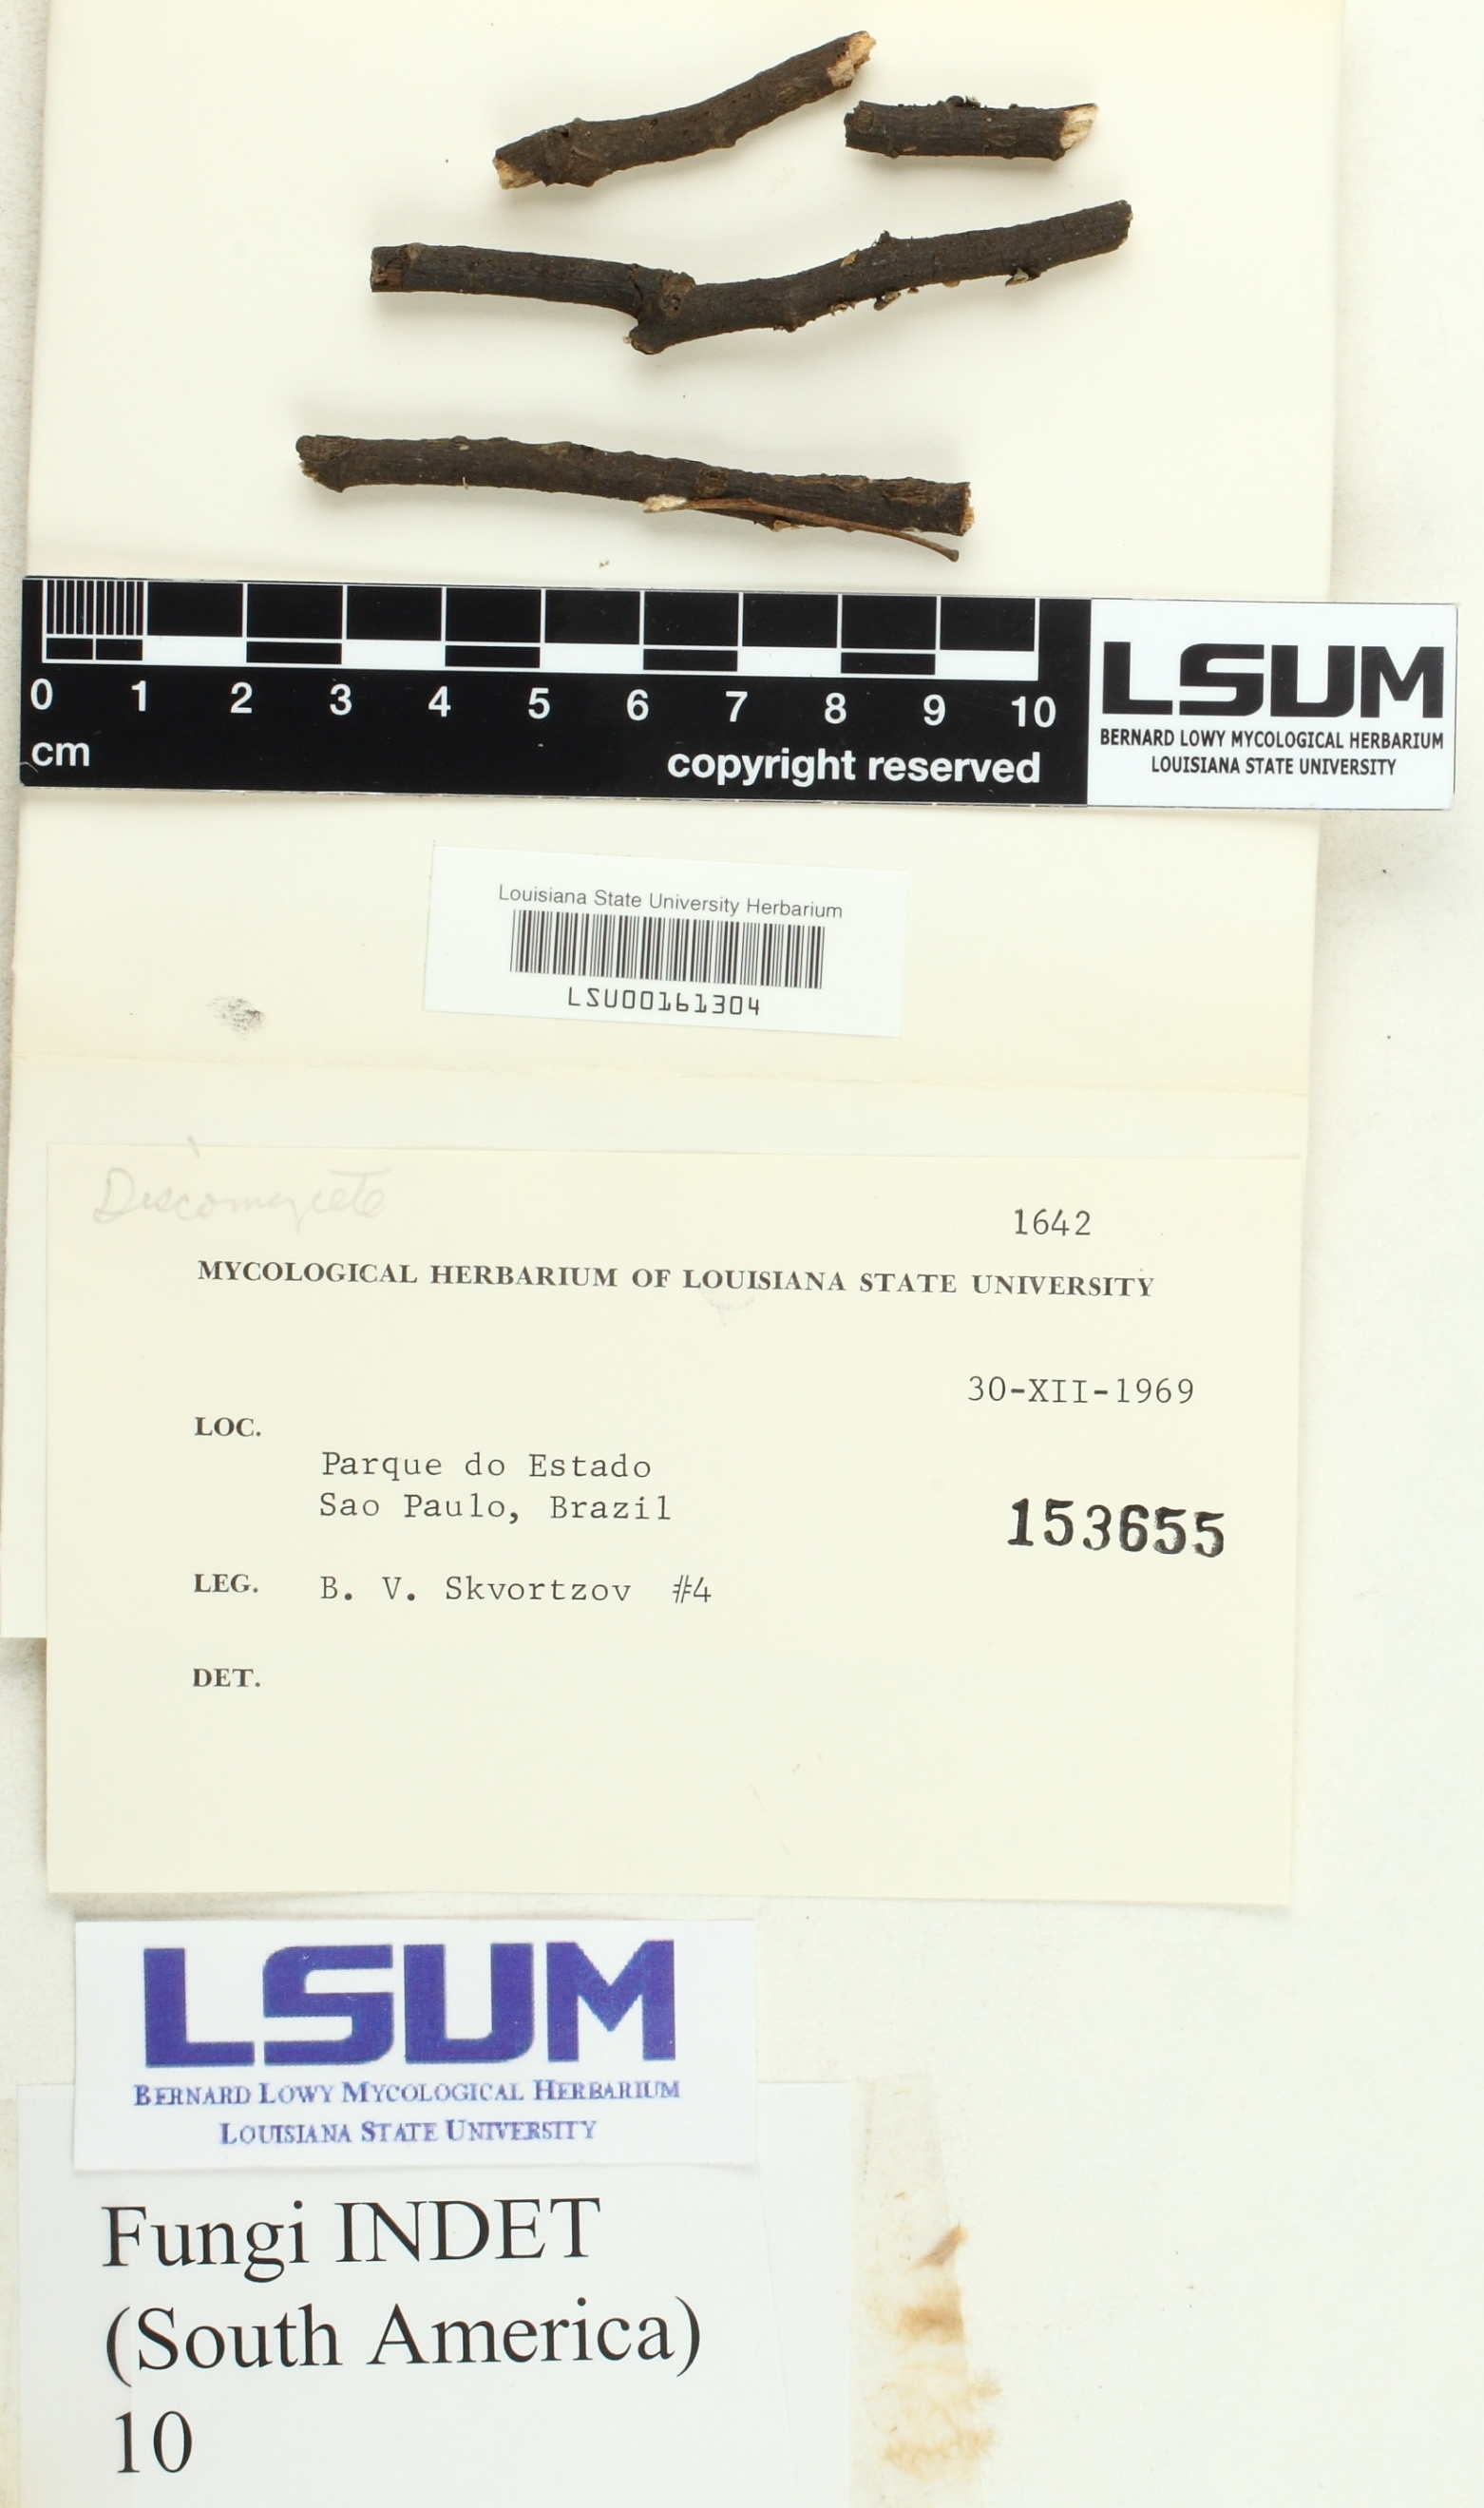 0 1 2 3 4 5 6 7 8 9 10
cm
copyright reserved
LSUM
BERNARD LOWY MYCOLOGICAL HERBARIUM
LOUISIANA STATE UNIVERSITY
Louisiana State University Herbarium
LSU00161304
Discomycete
1642
MYCOLOGICAL HERBARIUM OF LOUISIANA STATE UNIVERSITY
30-XII-1969
LOC.
Parque do Estado
Sao Paulo, Brazil
153655
LEG. B. V. Skvortzov #4
DET.
LSUM
BERNARD LOWY MYCOLOGICAL HERBARIUM
LOUISIANA STATE UNIVERSITY
Fungi INDET
(South America)
10